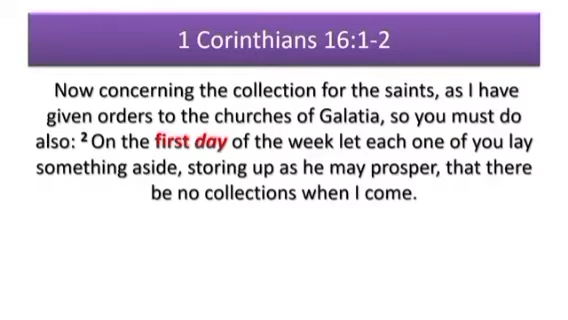 1 Corinthians 16:1-2
Now concerning the collection for the saints, as I have
given orders to the churches of Galatia, so you must do
also: ² On the first day of the week let each one of you lay
something aside, storing up as he may prosper, that there
be no collections when I come.